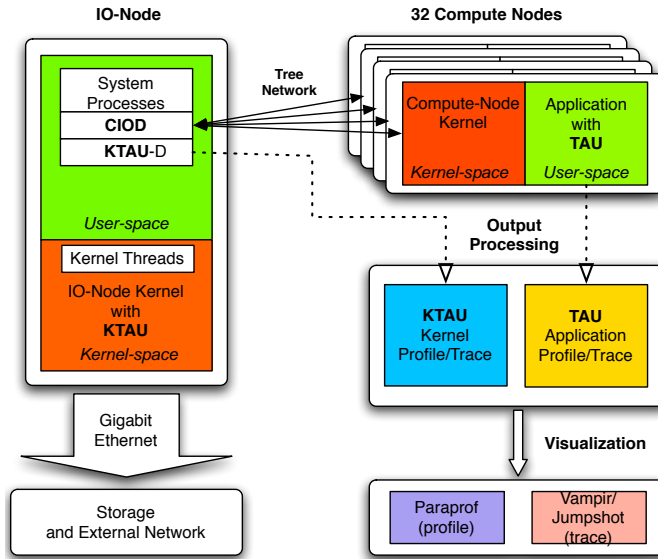 IO-Node
System
Processes
CIOD
KTAU-D
User-space
Kernel Threads
IO-Node Kernel
with
KTAU
Kernel-space
Gigabit
Ethernet
Storage
and External Network
Tree
Network
32 Compute Nodes
Compute-Node
Kernel
Kernel-space
Application
with
TAU
User-space
Output
Processing
KTAU
Kernel
Profile/Trace
TAU
Application
Profile/Trace
Visualization
Paraprof
(profile)
Vampir/
Jumpshot
(trace)